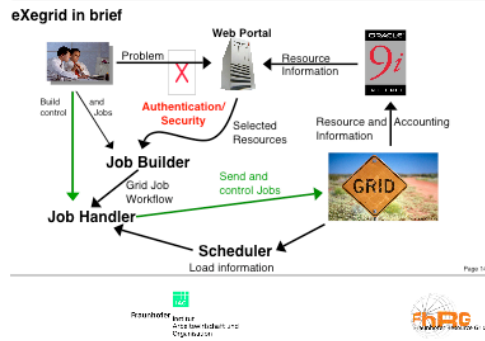 eXegrid in brief
Web Portal
ORACLE
9i
Problem
X
Resource
Information
Build
control
and
Jobs
Authentication/
Security
Selected
Resources
Resource and
Information
Accounting
Job Builder
Grid Job
Workflow
Send and
control Jobs
GRID
Job Handler
Scheduler
Load information
Fraunhofer
Institut
Arbeitswirtschaft und
Organisation
FhRG